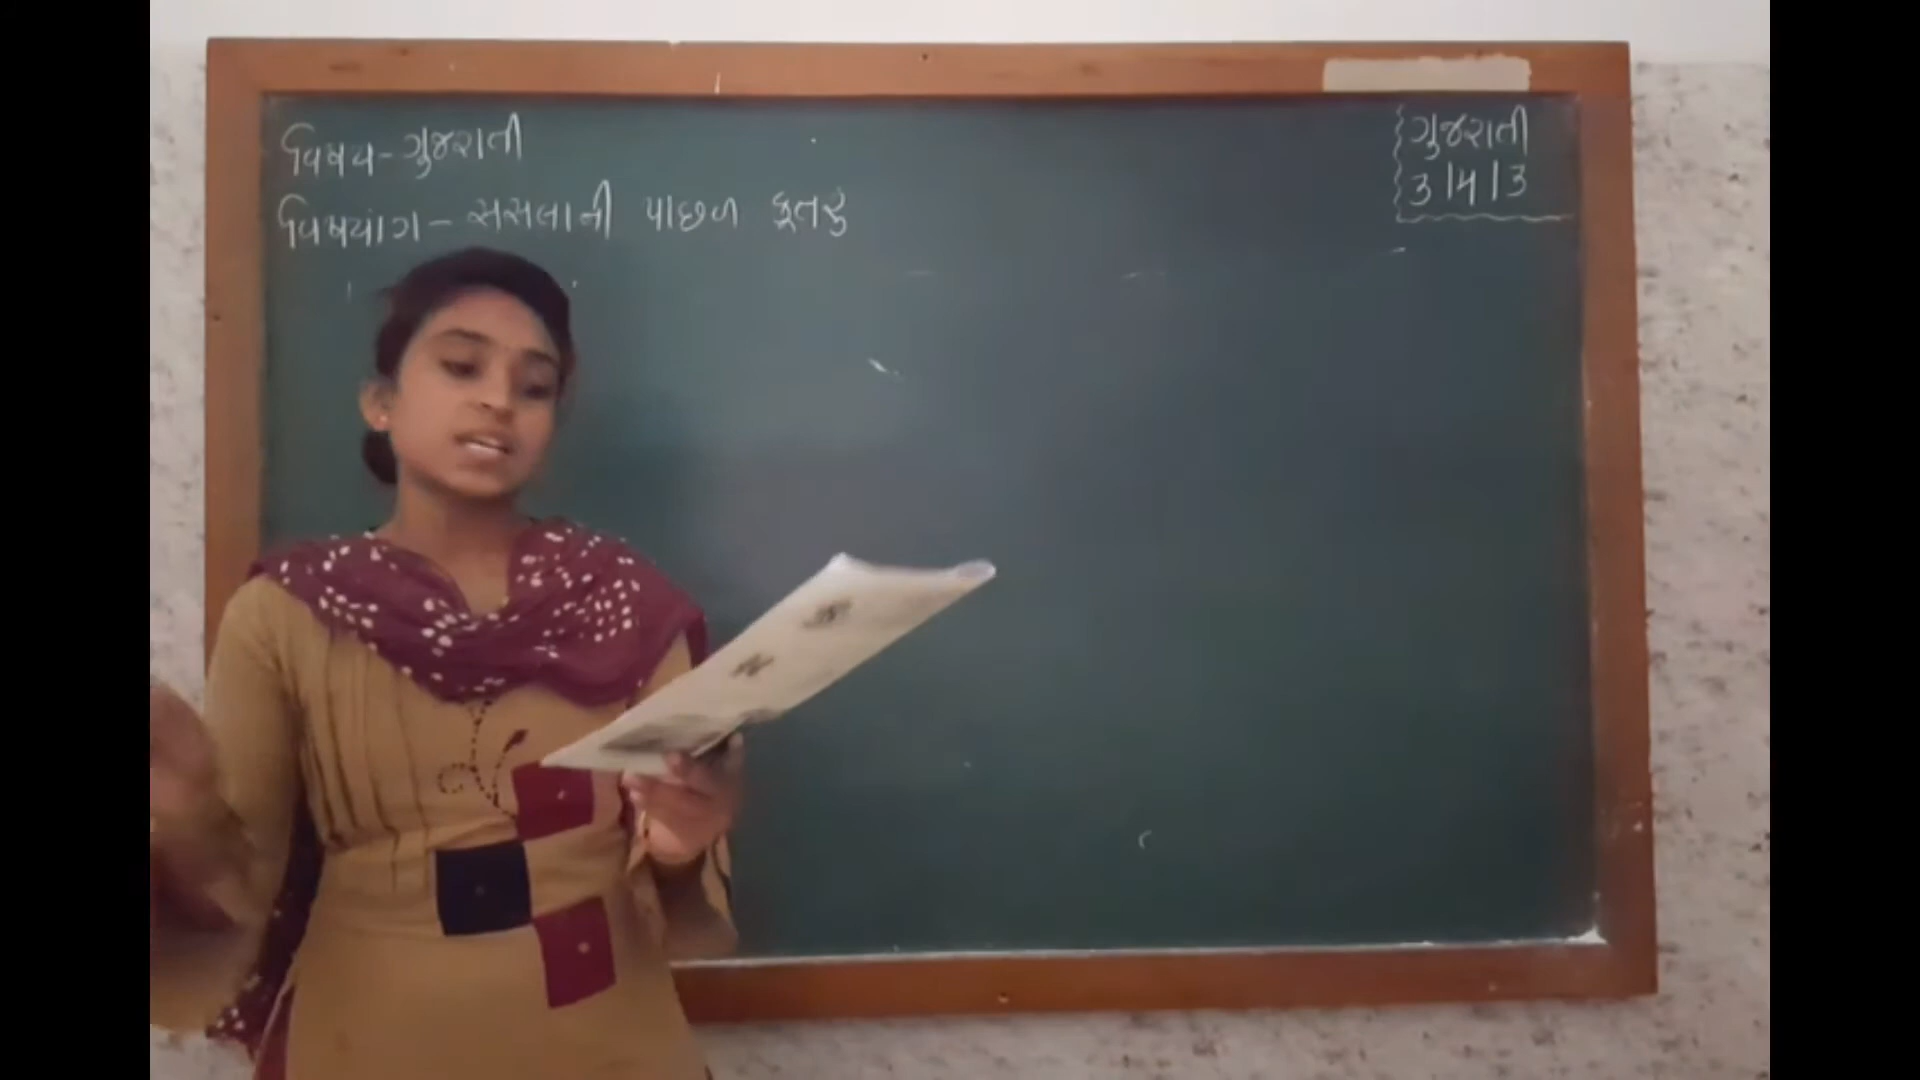 વિષય - ગુજરાતી
વિષયાંગ - સસલાની પાછળ કૂતરું
ગુજરાતી
3/4/3